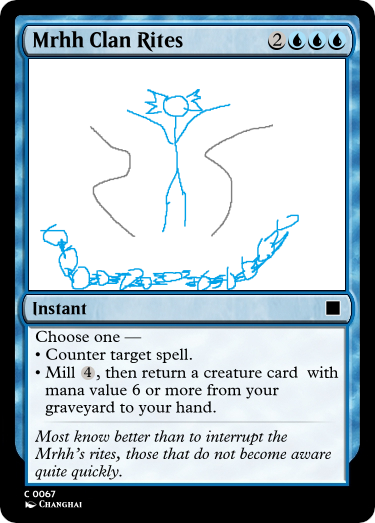 Mrhh Clan Rites 2
Instant
Choose one —
• Counter target spell.
• Mill 4, then return a creature card with
mana value 6 or more from your
graveyard to your hand.
Most know better than to interrupt the
Mrhh's rites, those that do not become aware
quite quickly.
C 0067
Changhai